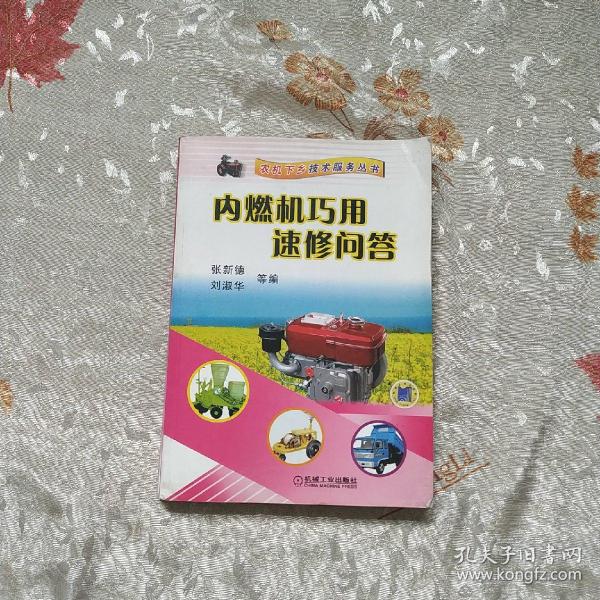 农机下乡技术服务丛书
内燃机巧用
速修问答
张新德
刘淑华
等编
机械工业出版社
CHINA MACHINE PRESS
孔夫子旧书网
www.kongfz.com